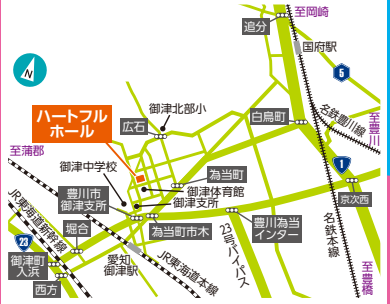 至岡崎
追分
国府駅
N
5
御津北部小
ハートフル
ホール
広石
白鳥町
名鉄豊川線
至豊川
至蒲郡
御津中学校
為当町
1
京次西
豊川市
御津支所
御津体育館
御津支所
JR東海道新幹線
堀合
為当町市木
豊川為当
インター
23
御津町
入浜
西方
愛知
御津駅
JR東海道本線
23号バイパス
名鉄本線
至豊橋